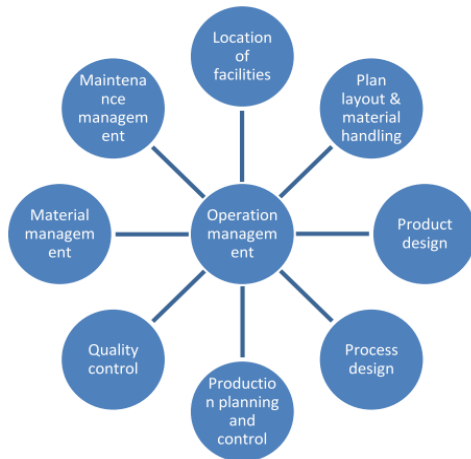 Location
of
facilities
Plan
layout &
material
handling
Product
design
Process
design
Productio
n planning
and
control
Quality
control
Material
managem
ent
Maintena
nce
managem
ent
Operation
managem
ent